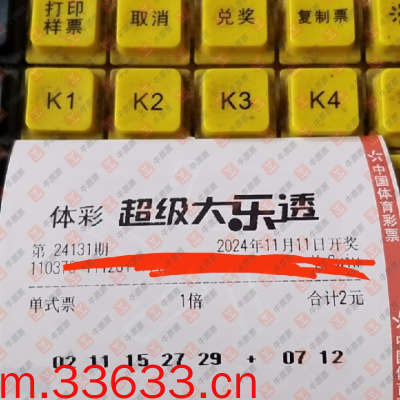 打印
样票
取消
兑奖
复制票
K1
K2
K3
K4
中国体育彩票
体彩 超级大乐透
第 24131期
2024年11月11日开奖
单式票
1倍
合计2元
02 11 15 27 29 + 07 12
m.33633.cn